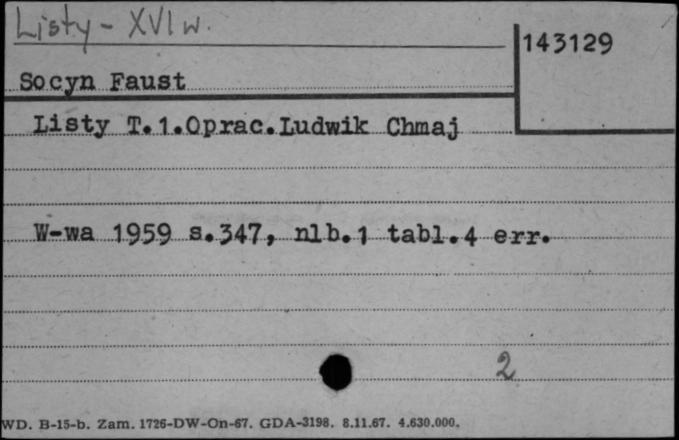 Listy - XVI w.
143129
Socyn Faust
Listy T.1.Oprac.Ludwik Chmaj
W-wa 1959 s.347, nlb.1 tabl.4 err.
2
WD. B-15-b. Zam. 1726-DW-On-67. GDA-3198. 8.11.67. 4.630.000.